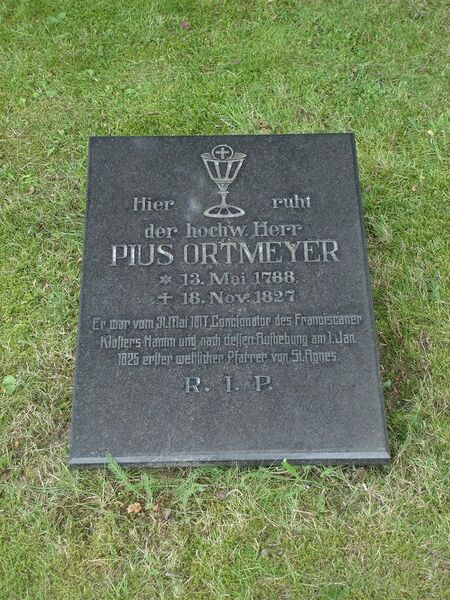 Hier ruht
der hochw. Herr
PIUS ORTMEYER
* 13. Mai 1788
✝ 18. Nov. 1827
Er war vom 31. Mai 1817 Concionator des Franciscaner
Klosters Hamm und nach dessen Aufhebung am 1. Jan.
1825 erster weltlicher Pfarrer von St. Agnes.
R. I. P.